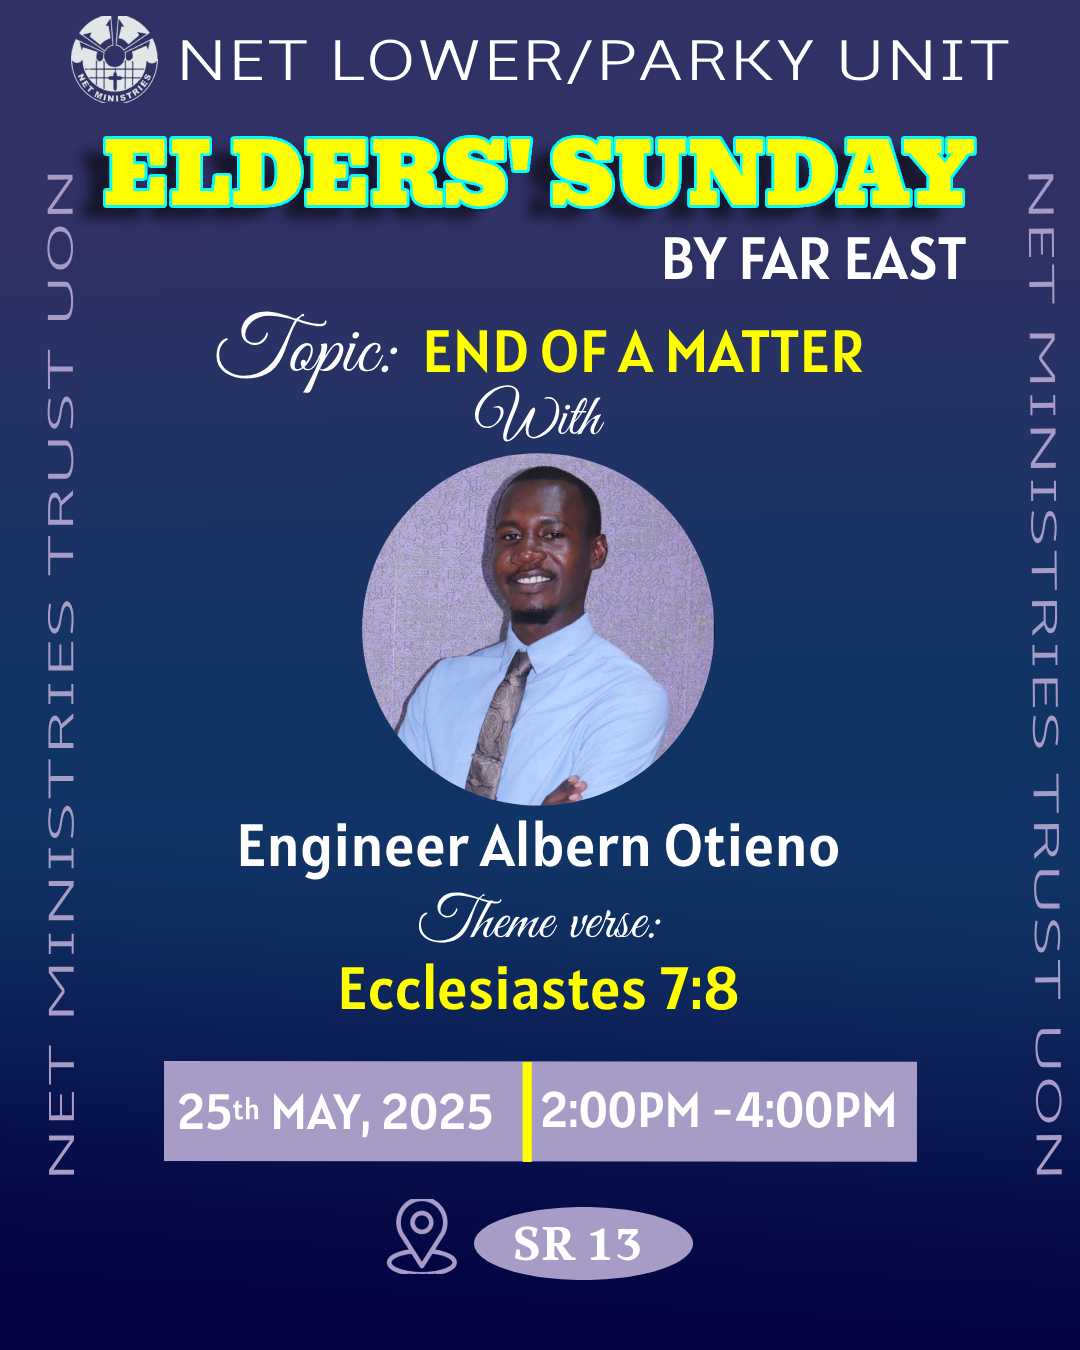 NET MINISTRIES
NET LOWER/PARKY UNIT
ELDERS' SUNDAY
BY FAR EAST
Topic: END OF A MATTER
With
Engineer Albern Otieno
Theme verse:
Ecclesiastes 7:8
25th MAY, 2025
2:00PM -4:00PM
SR 13
NET MINISTRIES TRUST UON
NET MINISTRIES TRUST UON